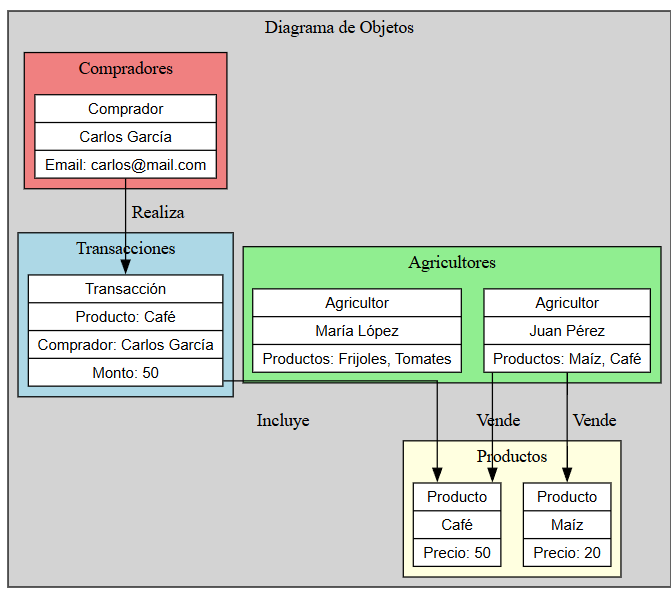 Diagrama de Objetos
Compradores
Comprador
Carlos García
Email: carlos@mail.com
Realiza
Transacciones
Transacción
Producto: Café
Comprador: Carlos García
Monto: 50
Agricultores
Agricultor
María López
Productos: Frijoles, Tomates
Agricultor
Juan Pérez
Productos: Maíz, Café
Incluye
Vende
Vende
Productos
Producto
Café
Precio: 50
Producto
Maíz
Precio: 20